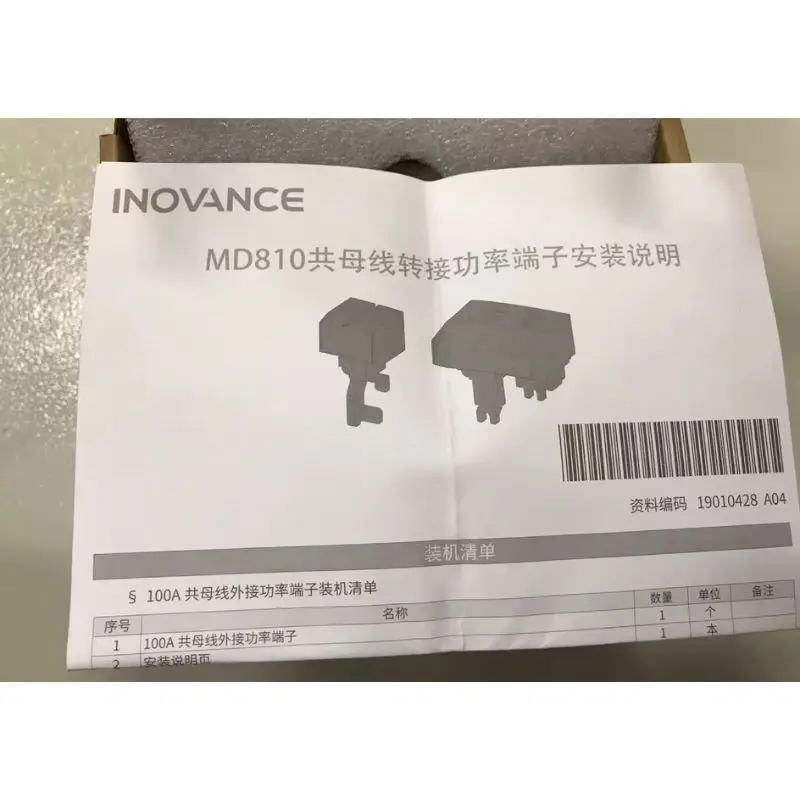 INOVANCE
MD810共母线转接功率端子安装说明
资料编码 19010428 A04
装机清单
§ 100A 共母线外接功率端子装机清单
序号 名称 数量 单位 备注
1 100A 共母线外接功率端子 1 个
2 安装说明页 1 本